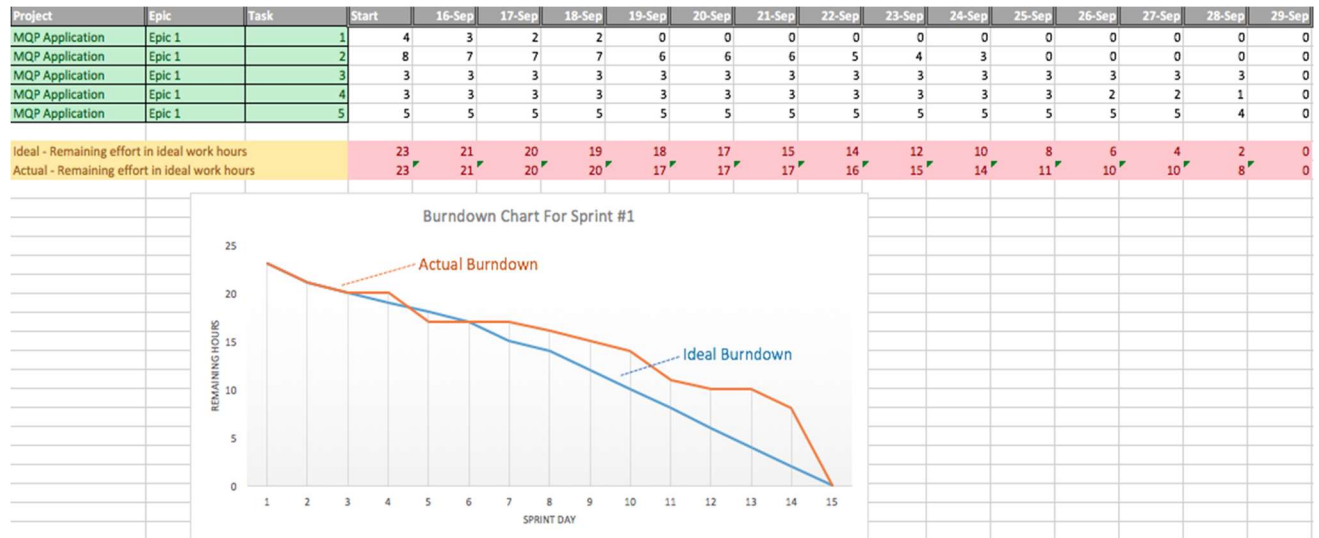 Project Epic Task Start 16-Sep 17-Sep 18-Sep 19-Sep 20-Sep 21-Sep 22-Sep 23-Sep 24-Sep 25-Sep 26-Sep 27-Sep 28-Sep 29-Sep
MQP Application Epic 1 1 4 3 2 2 0 0 0 0 0 0 0 0 0 0 0
MQP Application Epic 1 2 8 7 7 7 6 6 6 5 4 3 0 0 0 0 0
MQP Application Epic 1 3 3 3 3 3 3 3 3 3 3 3 3 3 3 3 0
MQP Application Epic 1 4 3 3 3 3 3 3 3 3 3 3 3 2 2 1 0
MQP Application Epic 1 5 5 5 5 5 5 5 5 5 5 5 5 5 5 4 0
Ideal - Remaining effort in ideal work hours 23 21 20 19 18 17 15 14 12 10 8 6 4 2 0
Actual - Remaining effort in ideal work hours 23 21 20 20 17 17 17 16 15 14 11 10 10 8 0
Burndown Chart For Sprint #1
25
Actual Burndown
20
15
Ideal Burndown
10
5
0
REMAINING HOURS
1 2 3 4 5 6 7 8 9 10 11 12 13 14 15
SPRINT DAY